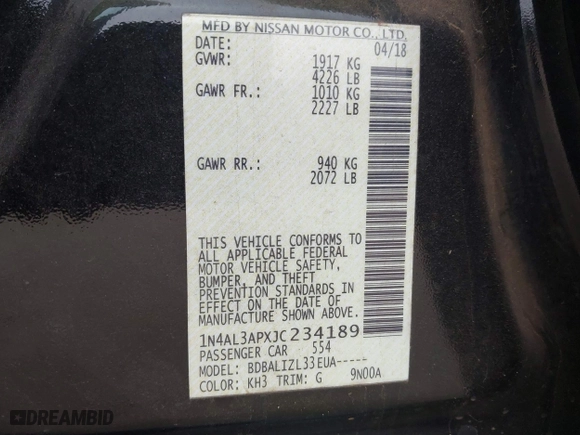 MFD BY NISSAN MOTOR CO.,LTD.
DATE: 04/18
GVWR: 1917 KG
4226 LB
GAWR FR.: 1010 KG
2227 LB
GAWR RR.: 940 KG
2072 LB
THIS VEHICLE CONFORMS TO
ALL APPLICABLE FEDERAL
MOTOR VEHICLE SAFETY,
BUMPER, AND THEFT
PREVENTION STANDARDS IN
EFFECT ON THE DATE OF
MANUFACTURE SHOWN ABOVE.
1N4AL3APXJC234189
PASSENGER CAR 554
MODEL: BDBALIZL33EUA-----
COLOR: KH3 TRIM: G 9N00A
DREAMBID